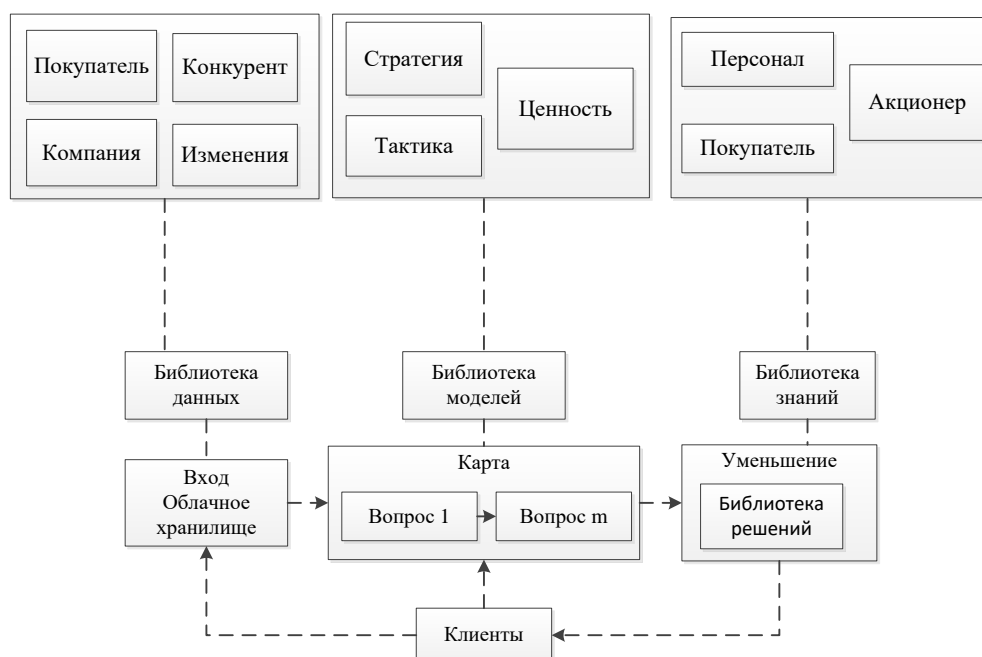 Покупатель
Конкурент
Компания
Изменения
Стратегия
Ценность
Тактика
Персонал
Акционер
Покупатель
Библиотека
данных
Библиотека
моделей
Библиотека
знаний
Вход
Облачное
хранилище
Карта
Вопрос 1
Вопрос m
Уменьшение
Библиотека
решений
Клиенты